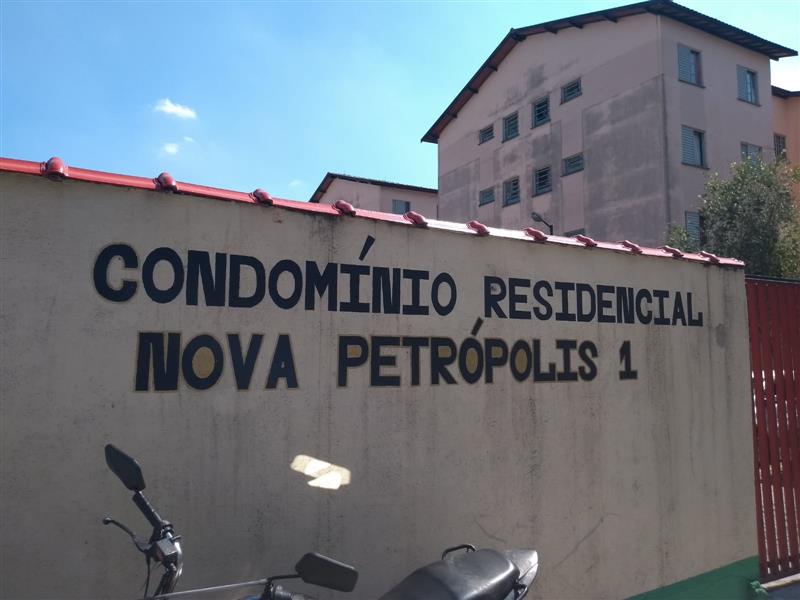 CONDOMÍNIO RESIDENCIAL
NOVA PETRÓPOLIS 1